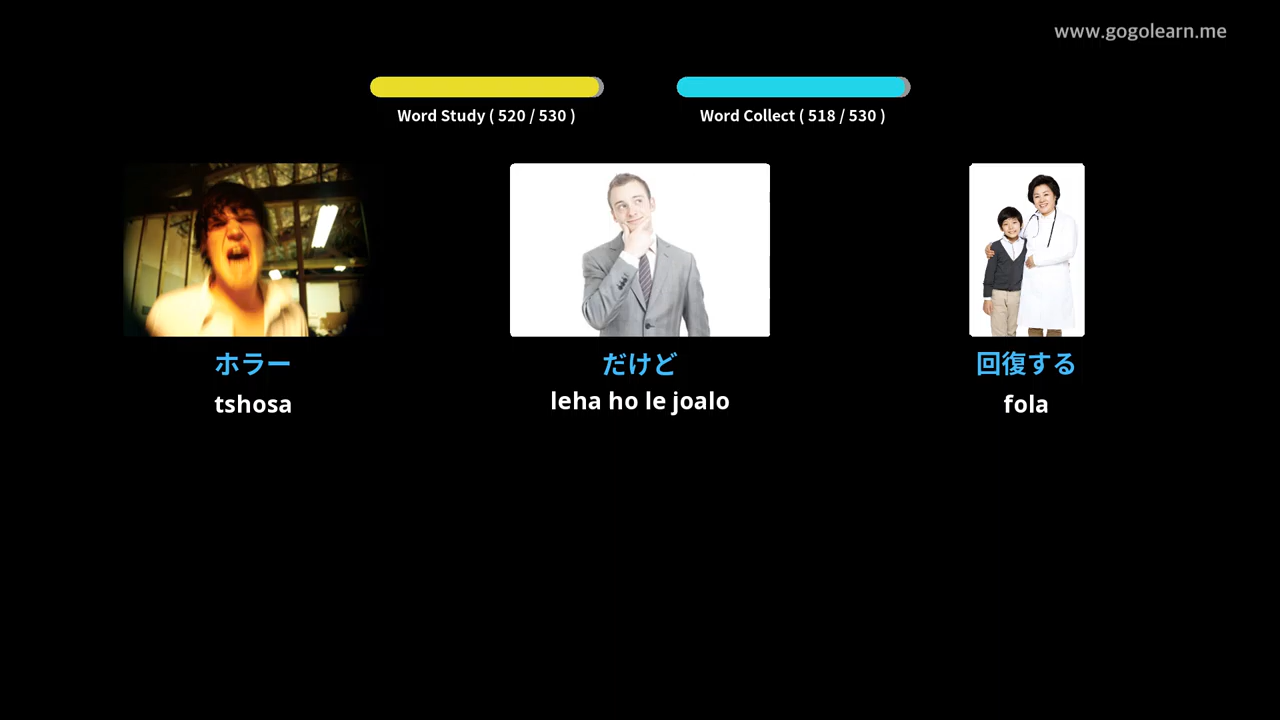 www.gogolearn.me
Word Study ( 520 / 530 )
Word Collect ( 518 / 530 )
ホラー
tshosa
だけど
leha ho le joalo
回復する
fola